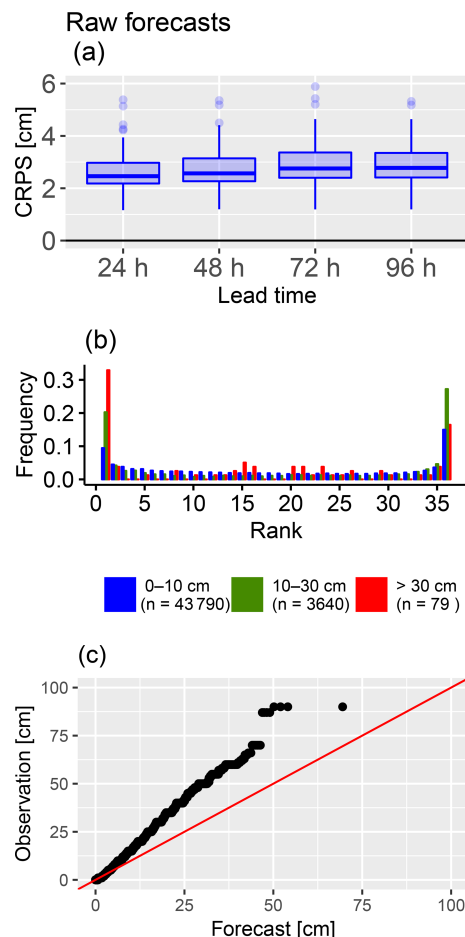 Raw forecasts
(a)
6
4
2
0
CRPS [cm]
24 h 48 h 72 h 96 h
Lead time
(b)
0.3
0.2
0.1
0.0
Frequency
0 5 10 15 20 25 30 35
Rank
0–10 cm 10–30 cm > 30 cm
(n = 43 790) (n = 3640) (n = 79 )
(c)
100
75
50
25
0
Observation [cm]
0 25 50 75 100
Forecast [cm]